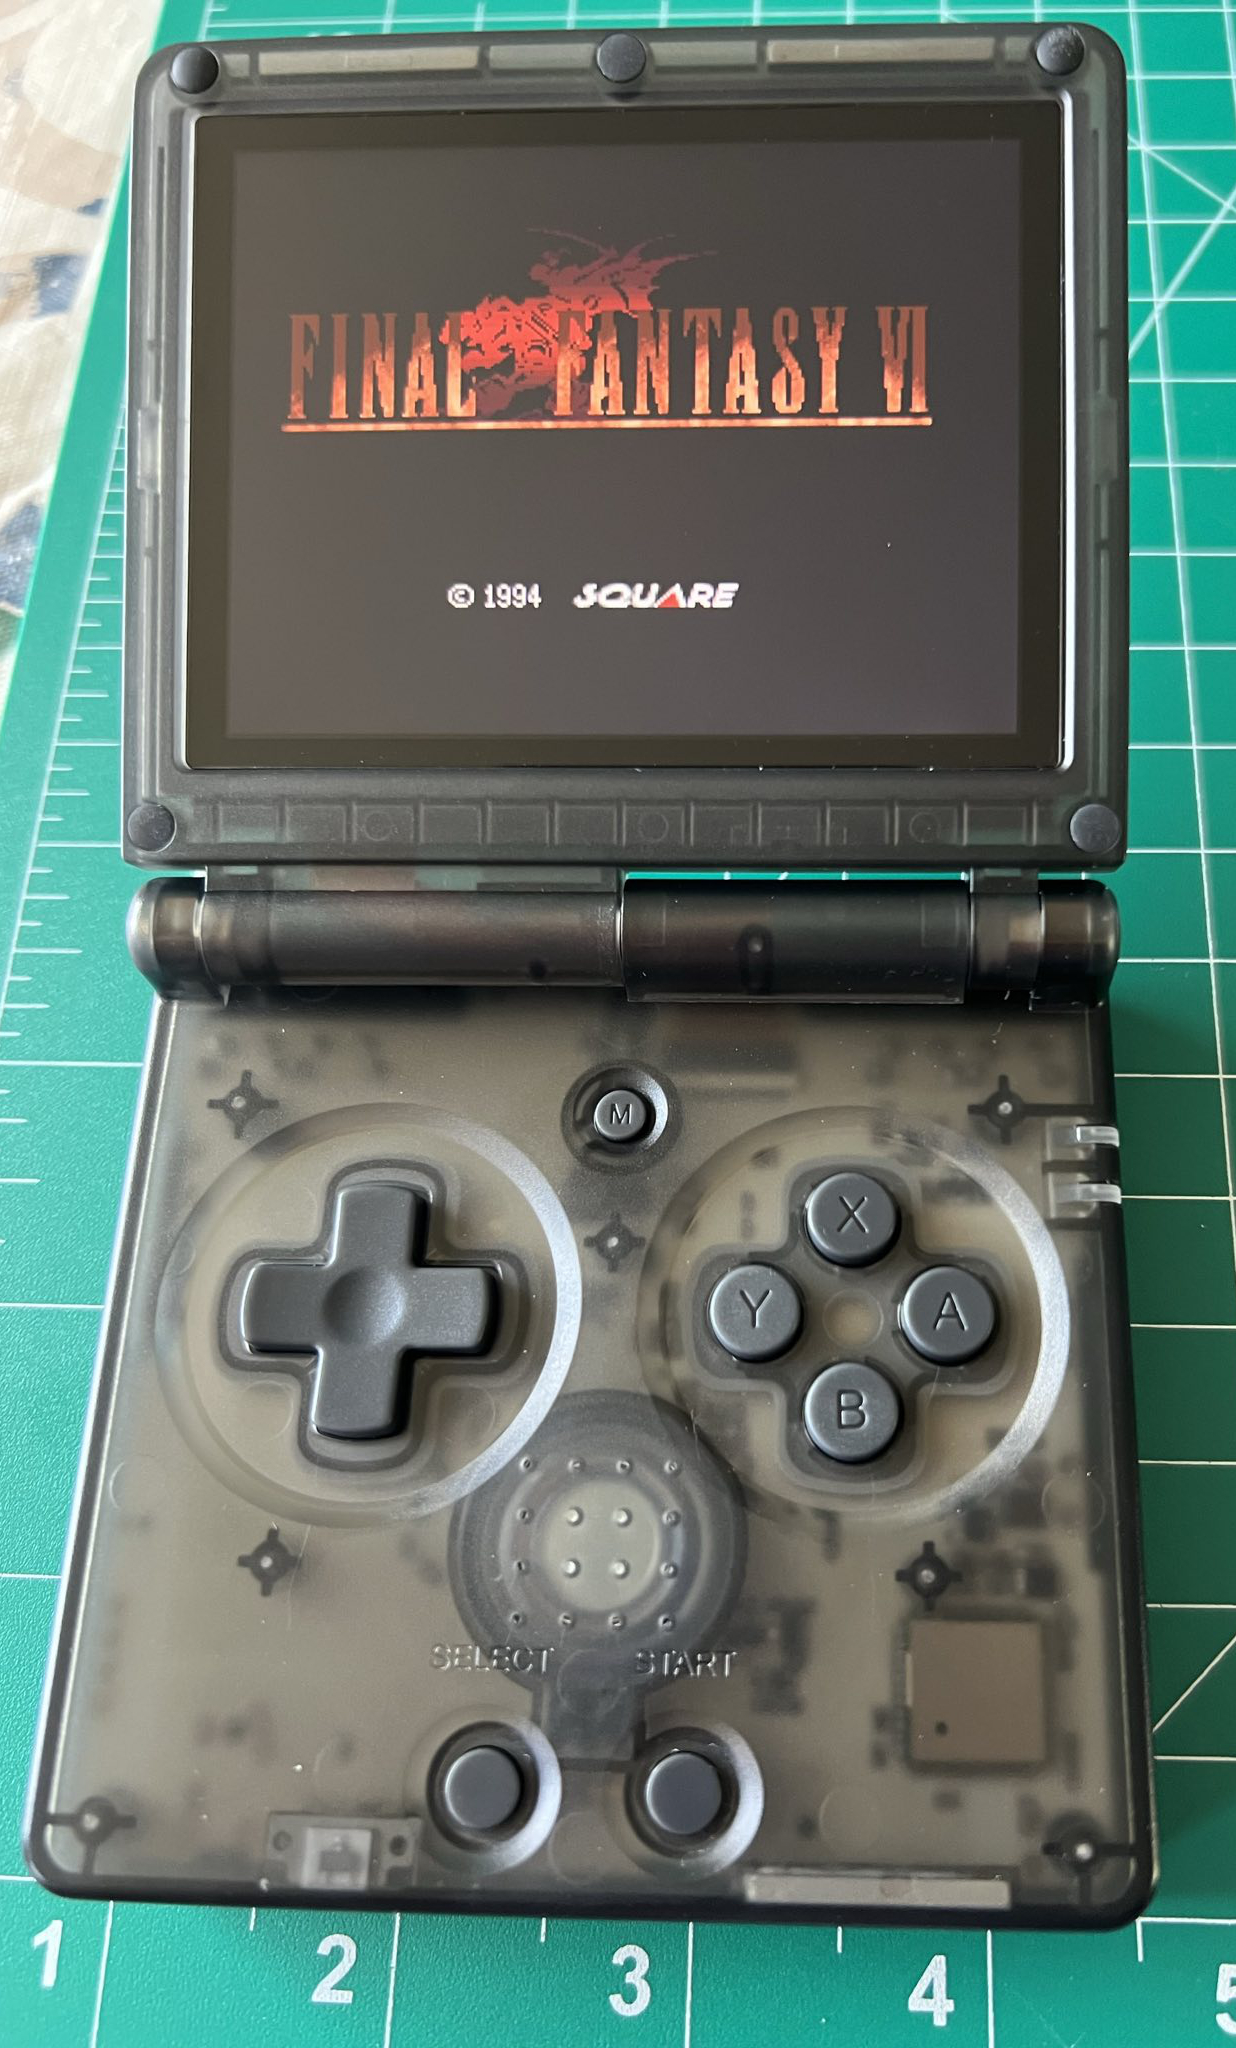 FINAL FANTASY VI
© 1994 SQUARE
M
X
Y A
B
SELECT START
1 2 3 4 5